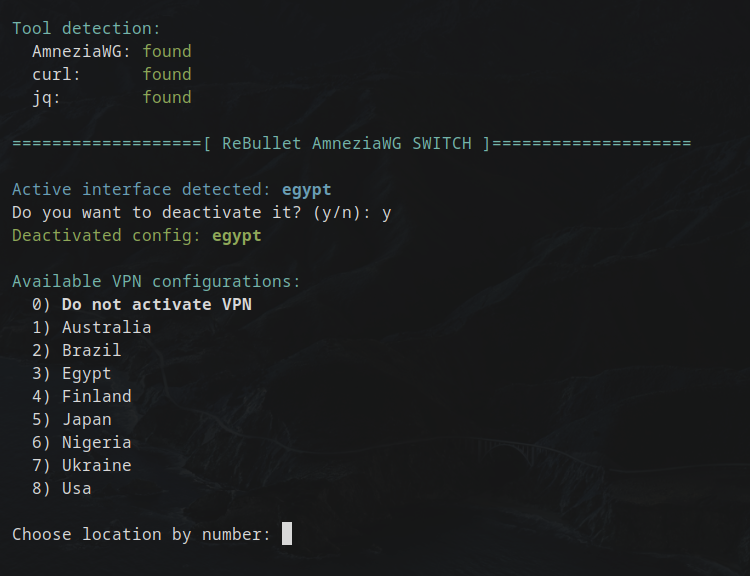 Tool detection:
AmneziaWG: found
curl: found
jq: found
===================[ ReBullet AmneziaWG SWITCH ]====================
Active interface detected: egypt
Do you want to deactivate it? (y/n): y
Deactivated config: egypt
Available VPN configurations:
0) Do not activate VPN
1) Australia
2) Brazil
3) Egypt
4) Finland
5) Japan
6) Nigeria
7) Ukraine
8) Usa
Choose location by number: